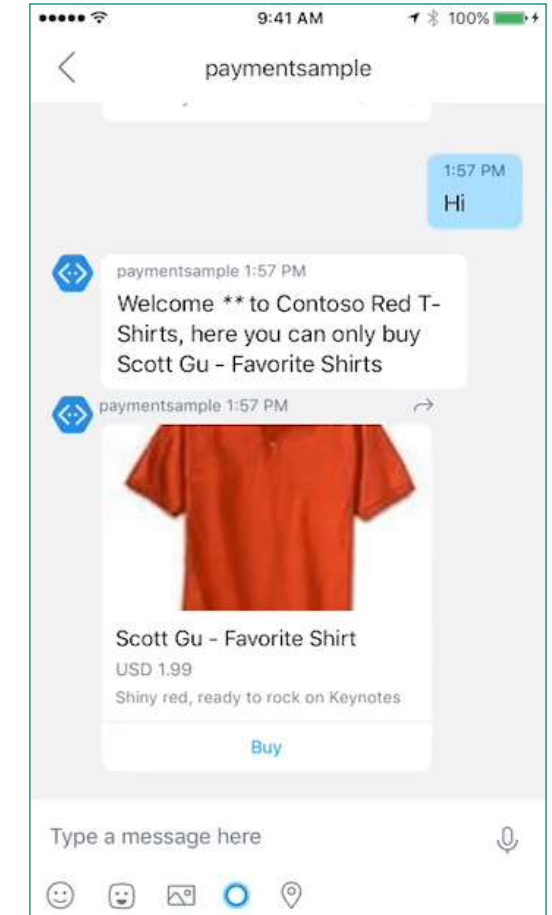 9:41 AM
100%
paymentsample
1:57 PM
Hi
paymentsample 1:57 PM
Welcome ** to Contoso Red T-
Shirts, here you can only buy
Scott Gu - Favorite Shirts
paymentsample 1:57 PM
Scott Gu - Favorite Shirt
USD 1.99
Shiny red, ready to rock on Keynotes
Buy
Type a message here